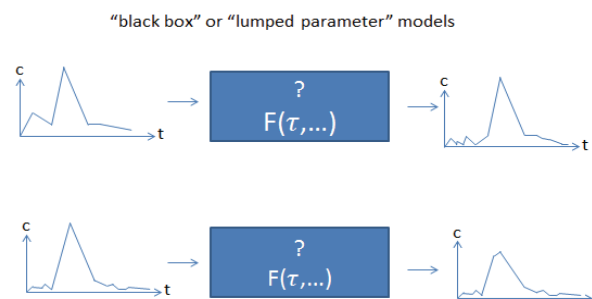 “black box” or “lumped parameter” models
c
t
?
F(τ,...)
c
t
c
t
?
F(τ,...)
c